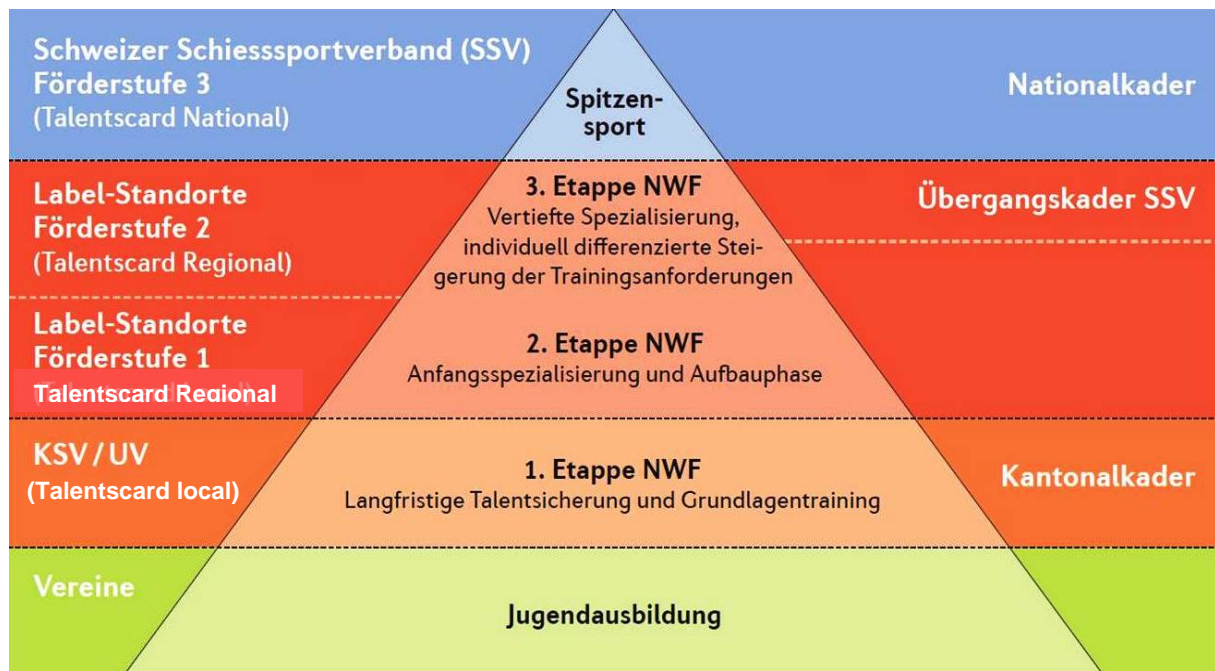 Schweizer Schiesssportverband (SSV)
Förderstufe 3
(Talentscard National)
Spitzen-
sport
Nationalkader
Label-Standorte
Förderstufe 2
(Talentscard Regional)
3. Etappe NWF
Vertiefte Spezialisierung,
individuell differenzierte Stei-
gerung der Trainingsanforderungen
Übergangskader SSV
Label-Standorte
Förderstufe 1
Talentscard Regional
2. Etappe NWF
Anfangsspezialisierung und Aufbauphase
KSV / UV
(Talentscard local)
1. Etappe NWF
Langfristige Talentsicherung und Grundlagentraining
Kantonalkader
Vereine
Jugendausbildung